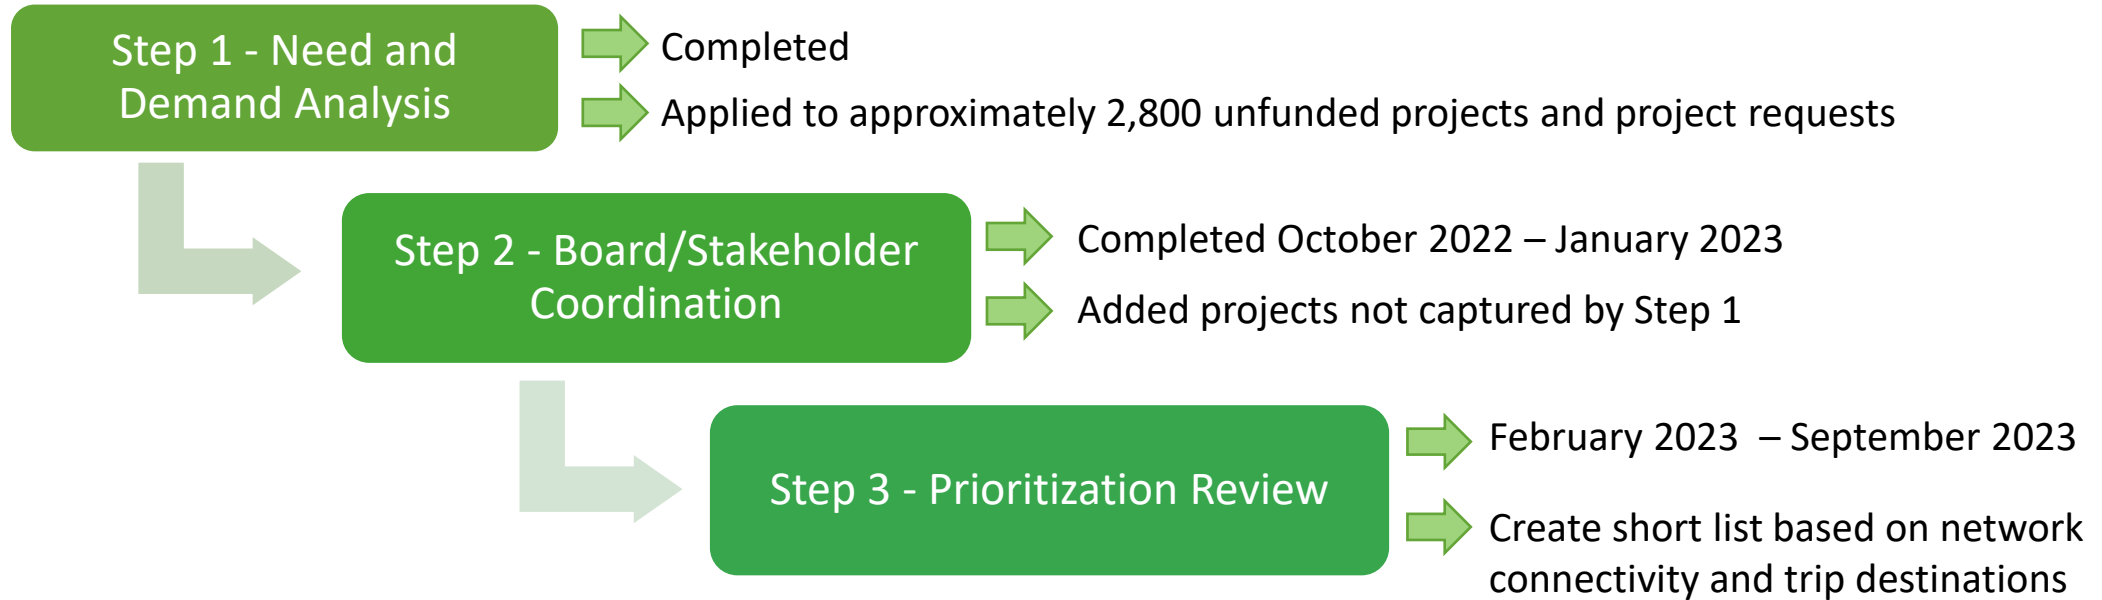 Step 1 - Need and
Demand Analysis
Completed
Applied to approximately 2,800 unfunded projects and project requests
Step 2 - Board/Stakeholder
Coordination
Completed October 2022 – January 2023
Added projects not captured by Step 1
Step 3 - Prioritization Review
February 2023  – September 2023
Create short list based on network
connectivity and trip destinations